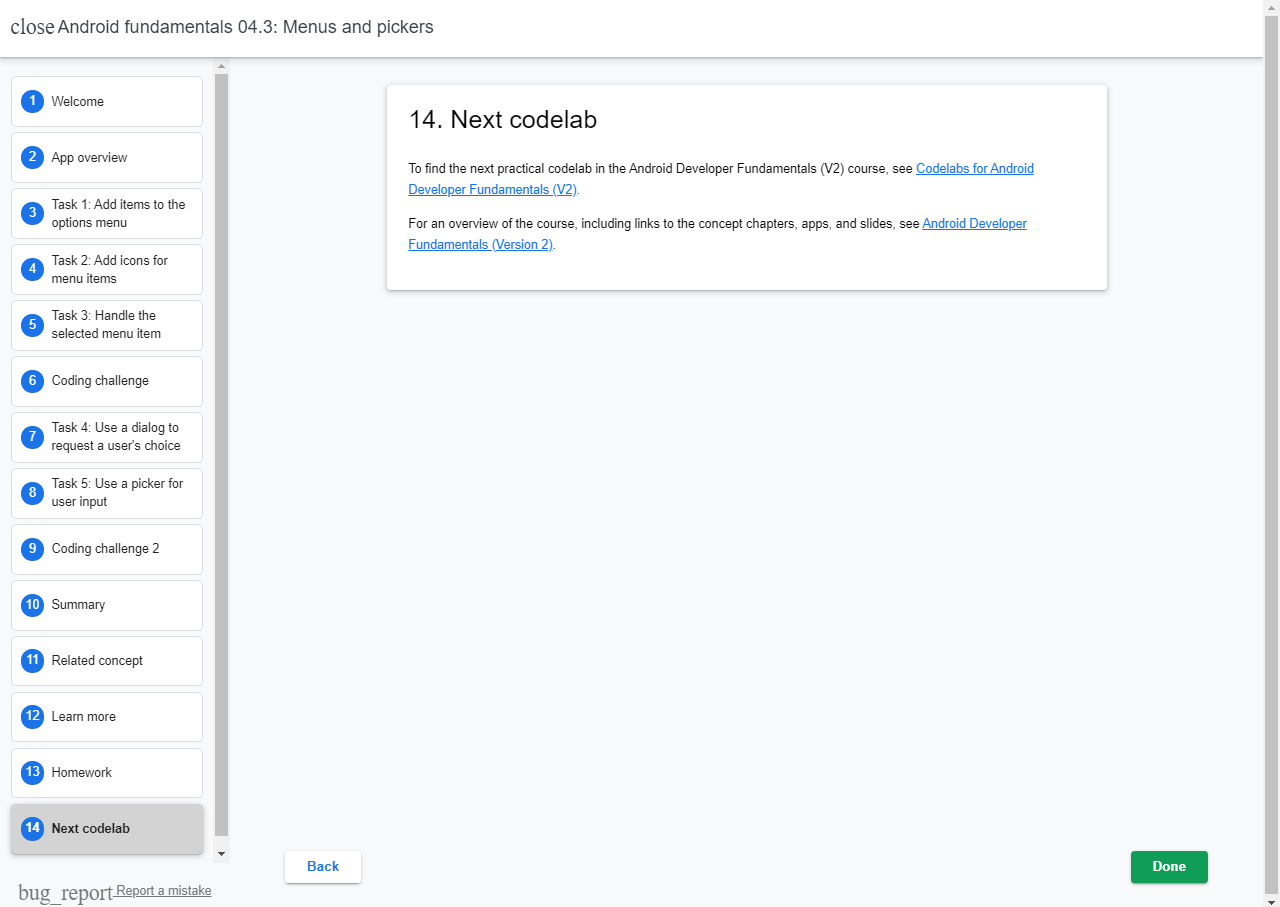 close Android fundamentals 04.3: Menus and pickers
1 Welcome
2 App overview
3 Task 1: Add items to the
options menu
4 Task 2: Add icons for
menu items
5 Task 3: Handle the
selected menu item
6 Coding challenge
7 Task 4: Use a dialog to
request a user's choice
8 Task 5: Use a picker for
user input
9 Coding challenge 2
10 Summary
11 Related concept
12 Learn more
13 Homework
14 Next codelab
bug_report Report a mistake
14. Next codelab
To find the next practical codelab in the Android Developer Fundamentals (V2) course, see Codelabs for Android
Developer Fundamentals (V2).
For an overview of the course, including links to the concept chapters, apps, and slides, see Android Developer
Fundamentals (Version 2).
Back
Done